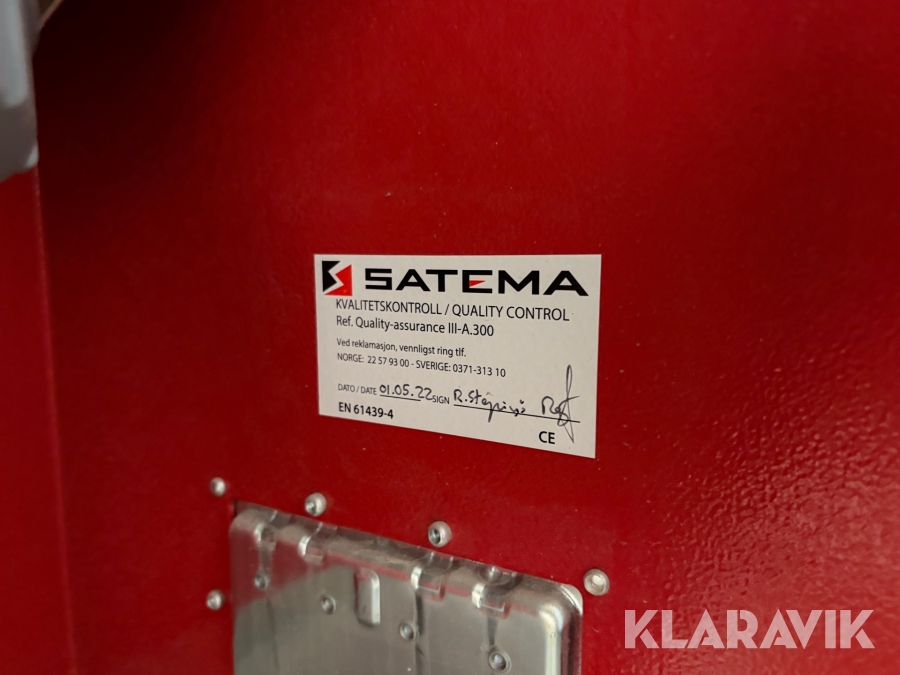 SATEMA
KVALITETSKONTROLL / QUALITY CONTROL
Ref. Quality-assurance III-A.300
Ved reklamasjon, vennligst ring tlf.
NORGE: 22 57 93 00 - SVERIGE: 0371-313 10
DATO / DATE 01.05.22 SIGN R.
EN 61439-4
CE
KLARAVIK